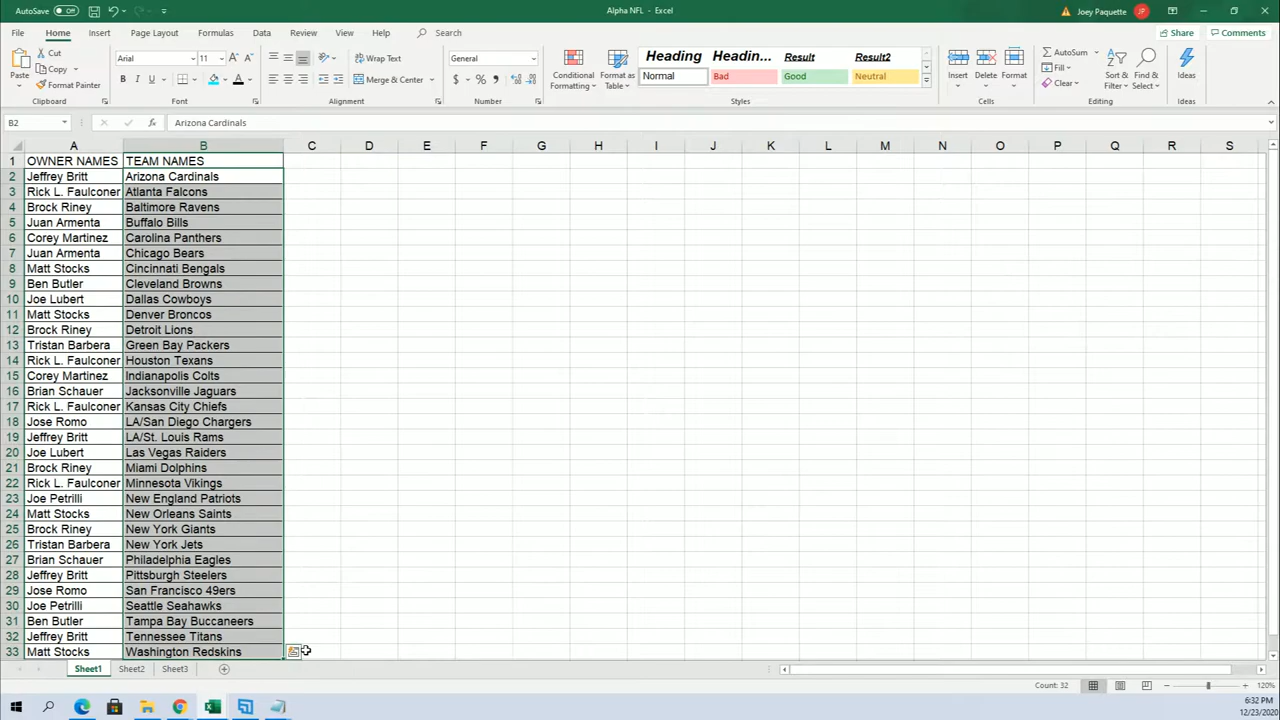 AutoSave Off
Alpha NFL - Excel
Joey Paquette
JP
File Home Insert Page Layout Formulas Data Review View Help Search
Share Comments
Paste
Cut
Copy
Format Painter
Clipboard
Arial 11
B I U
Font
Wrap Text
Merge & Center
Alignment
General
$ % ,
Number
Conditional Formatting
Format as Table
Heading Headin... Result Result2
Normal Bad Good Neutral
Styles
Insert Delete Format
Cells
AutoSum
Fill
Clear
Sort & Filter
Find & Select
Editing
Ideas
Ideas
B2 fx Arizona Cardinals
A B C D E F G H I J K L M N O P Q R S
1 OWNER NAMES TEAM NAMES
2 Jeffrey Britt Arizona Cardinals
3 Rick L. Faulconer Atlanta Falcons
4 Brock Riney Baltimore Ravens
5 Juan Armenta Buffalo Bills
6 Corey Martinez Carolina Panthers
7 Juan Armenta Chicago Bears
8 Matt Stocks Cincinnati Bengals
9 Ben Butler Cleveland Browns
10 Joe Lubert Dallas Cowboys
11 Matt Stocks Denver Broncos
12 Brock Riney Detroit Lions
13 Tristan Barbera Green Bay Packers
14 Rick L. Faulconer Houston Texans
15 Corey Martinez Indianapolis Colts
16 Brian Schauer Jacksonville Jaguars
17 Rick L. Faulconer Kansas City Chiefs
18 Jose Romo LA/San Diego Chargers
19 Jeffrey Britt LA/St. Louis Rams
20 Joe Lubert Las Vegas Raiders
21 Brock Riney Miami Dolphins
22 Rick L. Faulconer Minnesota Vikings
23 Joe Petrilli New England Patriots
24 Matt Stocks New Orleans Saints
25 Brock Riney New York Giants
26 Tristan Barbera New York Jets
27 Brian Schauer Philadelphia Eagles
28 Jeffrey Britt Pittsburgh Steelers
29 Jose Romo San Francisco 49ers
30 Joe Petrilli Seattle Seahawks
31 Ben Butler Tampa Bay Buccaneers
32 Jeffrey Britt Tennessee Titans
33 Matt Stocks Washington Redskins
Sheet1 Sheet2 Sheet3
Count: 32 120%
6:32 PM
12/23/2020